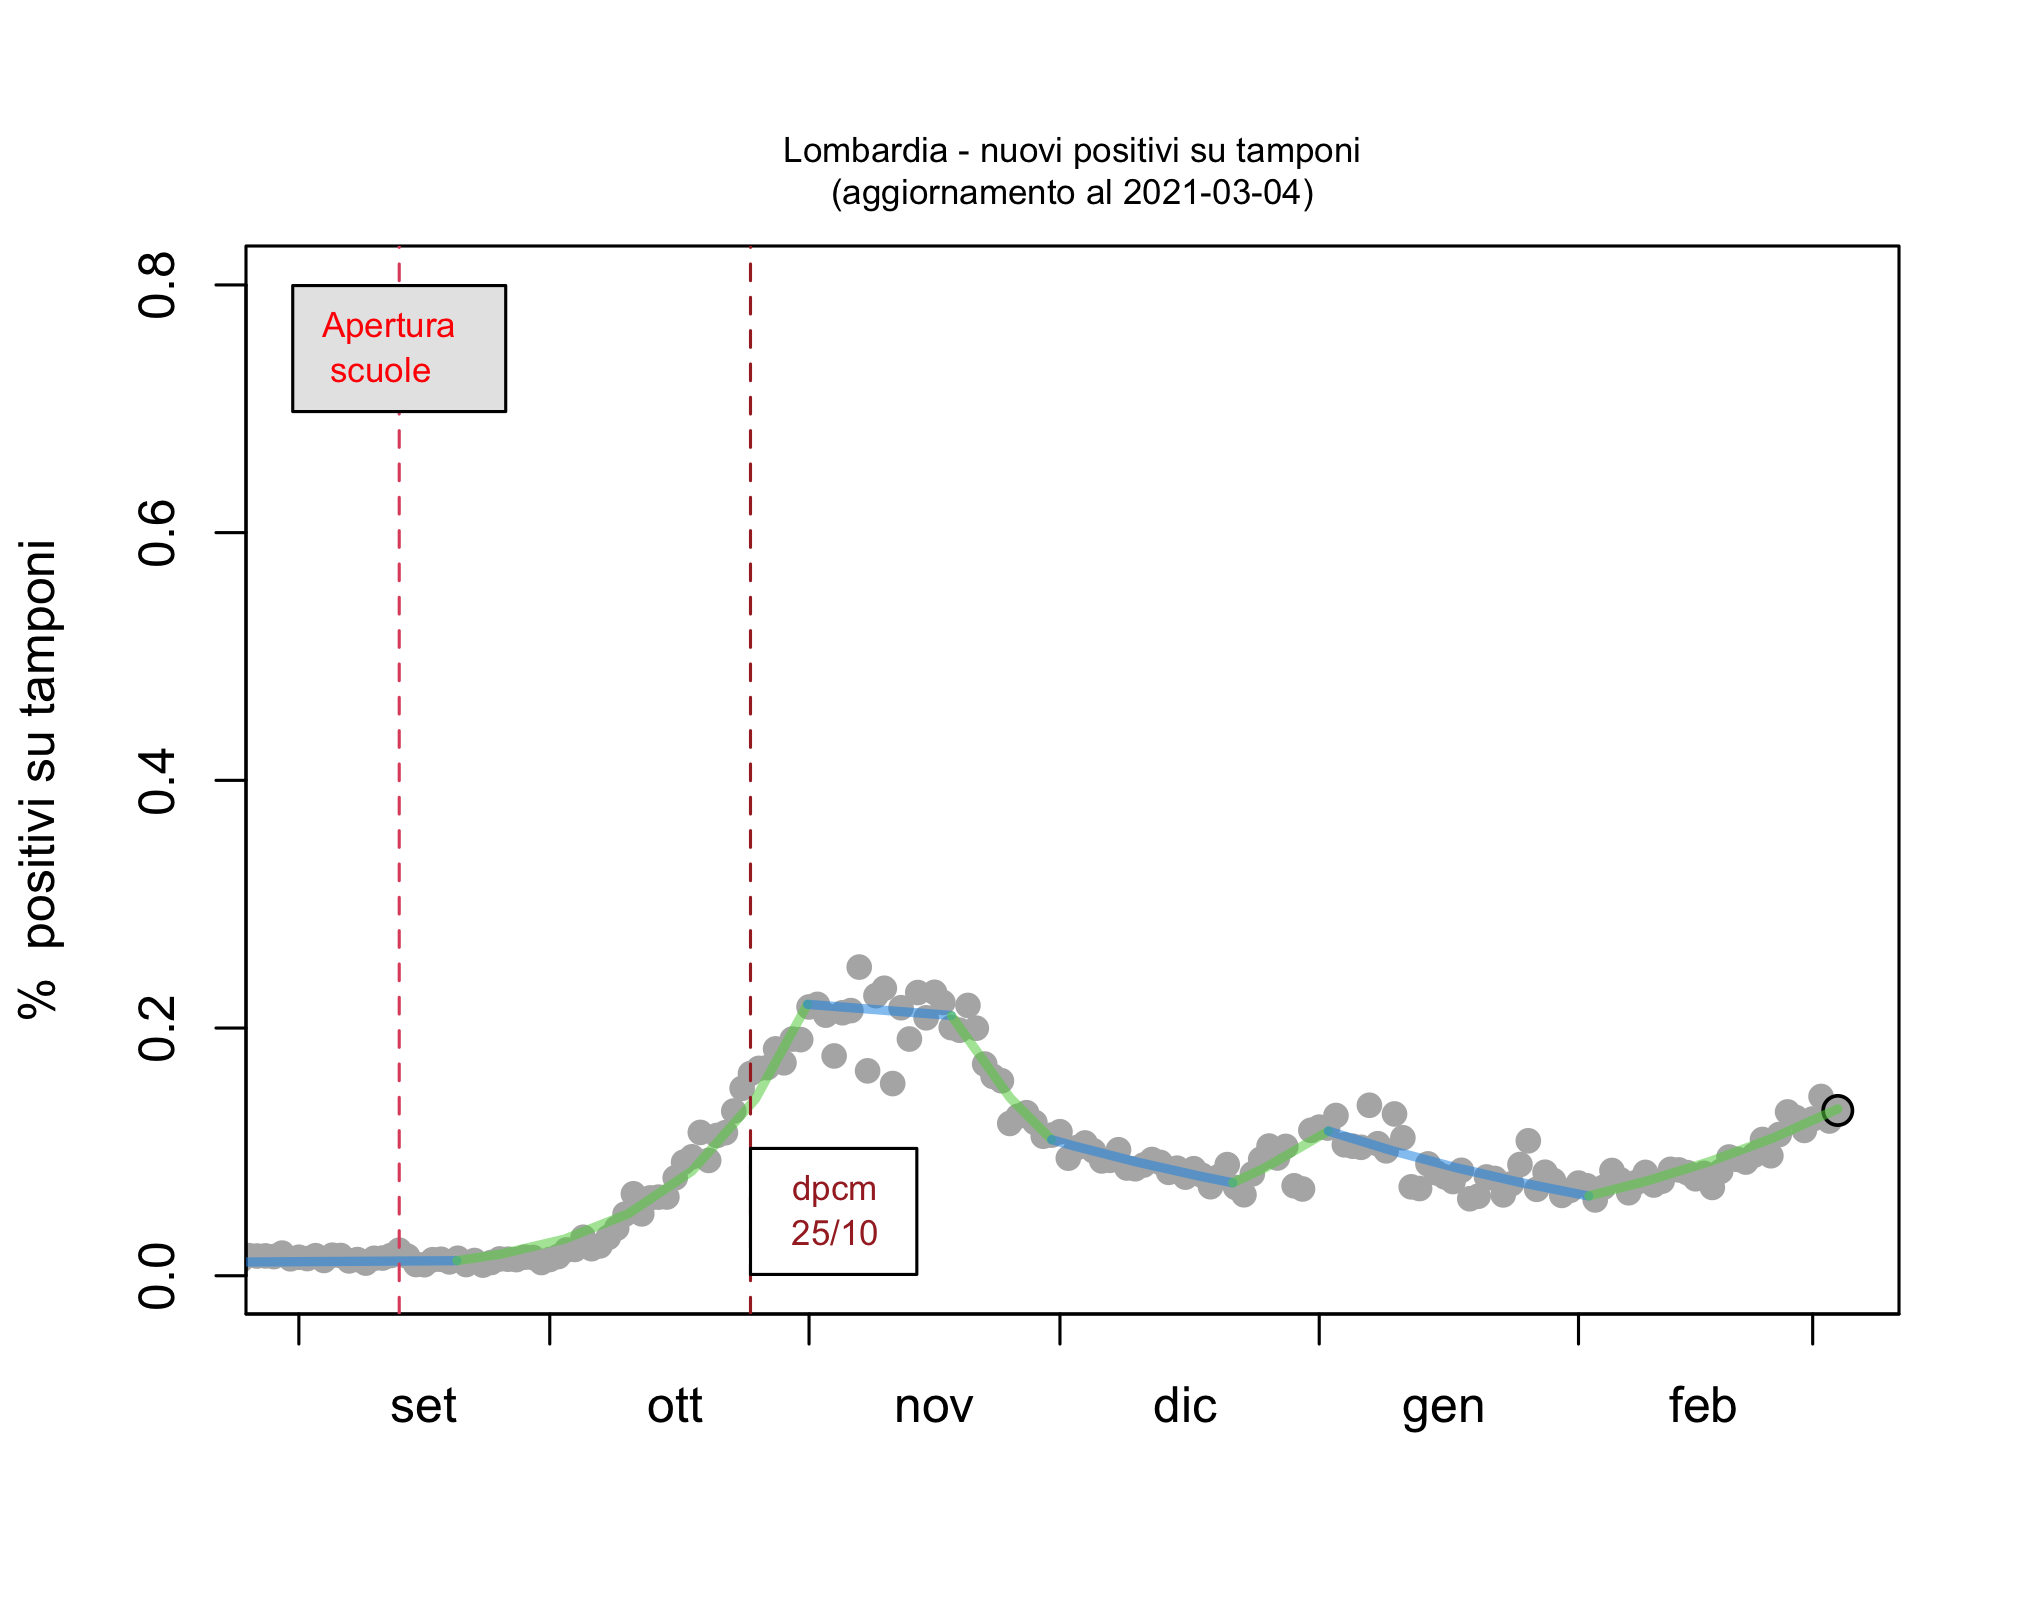 Lombardia - nuovi positivi su tamponi
(aggiornamento al 2021-03-04)
% positivi su tamponi
0.8
0.6
0.4
0.2
0.0
Apertura
scuole
dpcm
25/10
set
ott
nov
dic
gen
feb